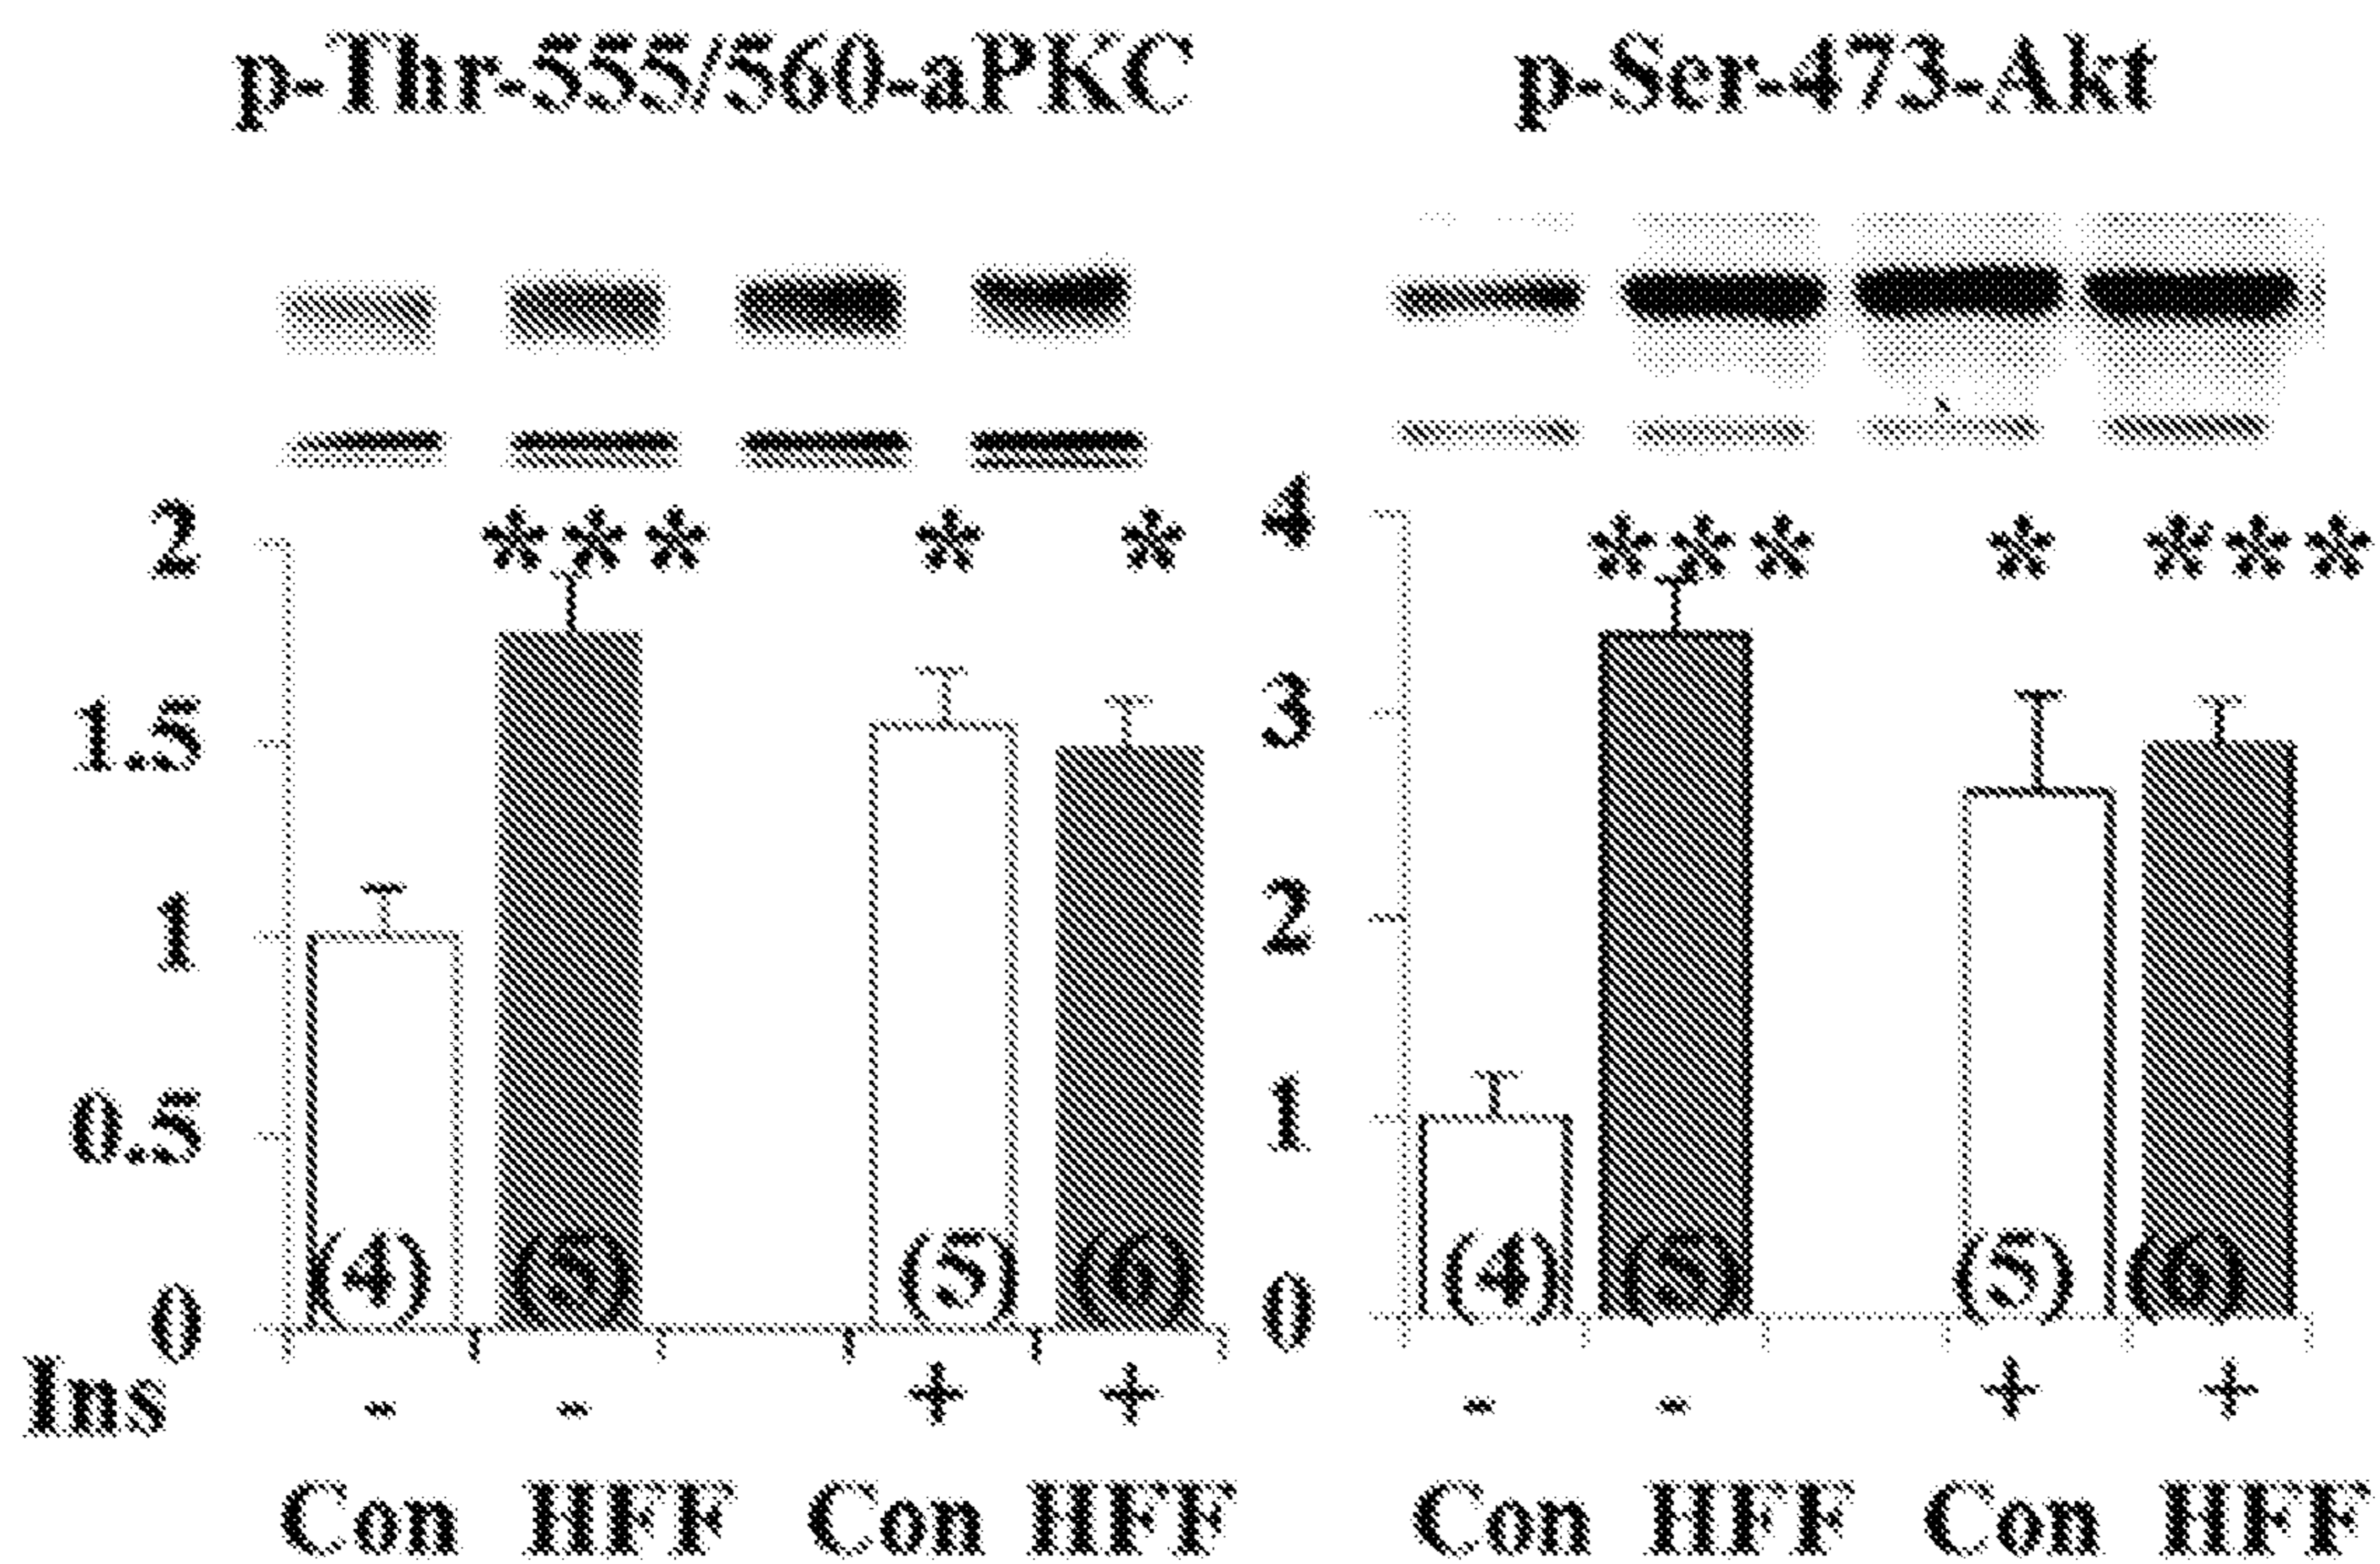 p-Thr-555/560-aPKC p-Ser-473-Akt
*** * * *** * ***
2 4
1.5 3
1 2
0.5 1
0 0
(4) (5) (5) (6) (4) (5) (5) (6)
Ins - - + + - - + +
Con HFF Con HFF Con HFF Con HFF